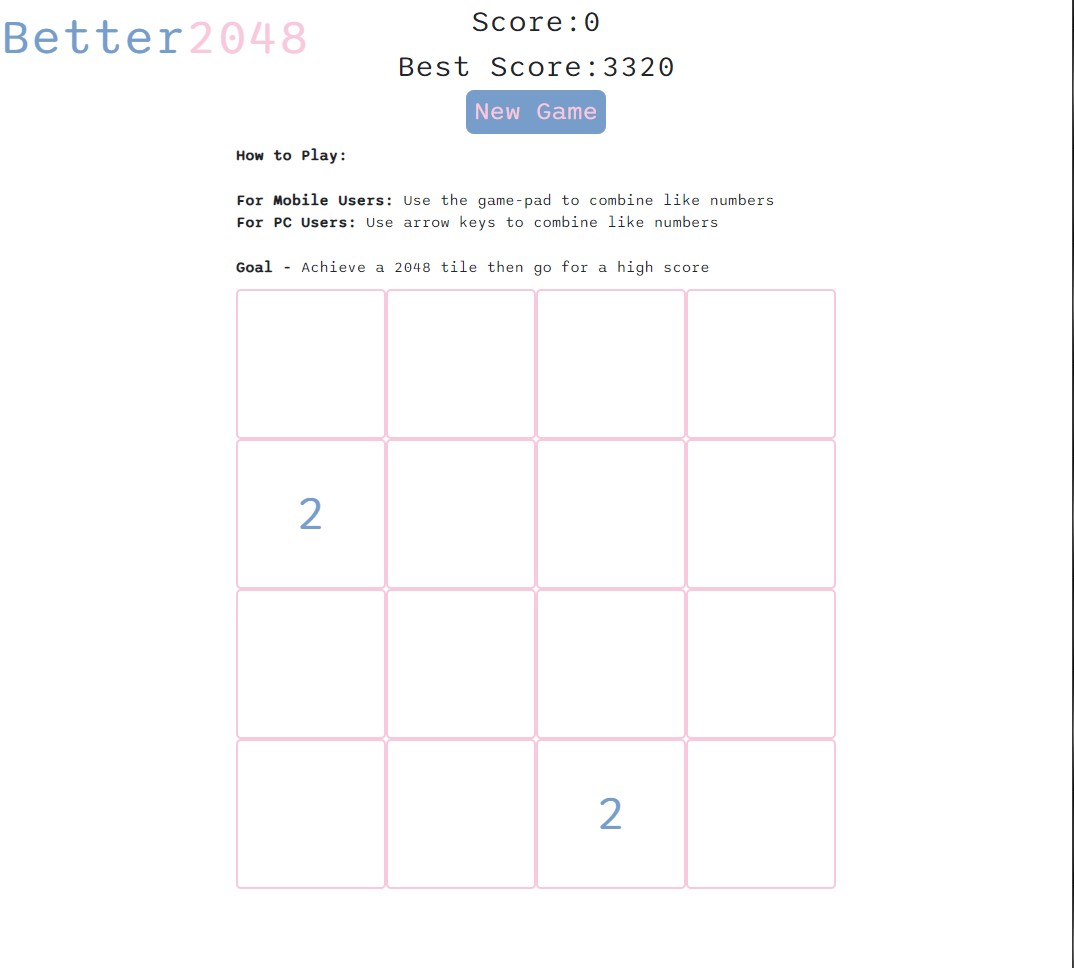 Better2048
Score:0
Best Score:3320
New Game
How to Play:
For Mobile Users: Use the game-pad to combine like numbers
For PC Users: Use arrow keys to combine like numbers
Goal - Achieve a 2048 tile then go for a high score
2
2